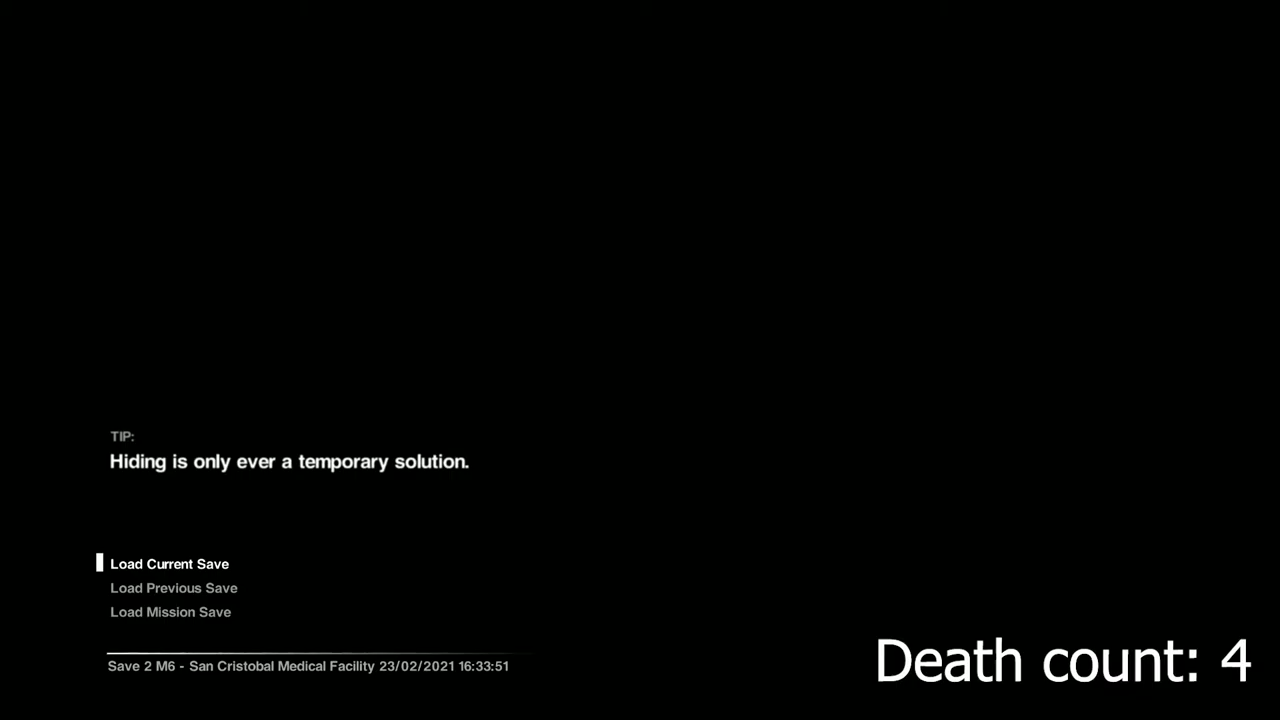 TIP:
Hiding is only ever a temporary solution.
Load Current Save
Load Previous Save
Load Mission Save
Save 2 M6 - San Cristobal Medical Facility 23/02/2021 16:33:51
Death count: 4